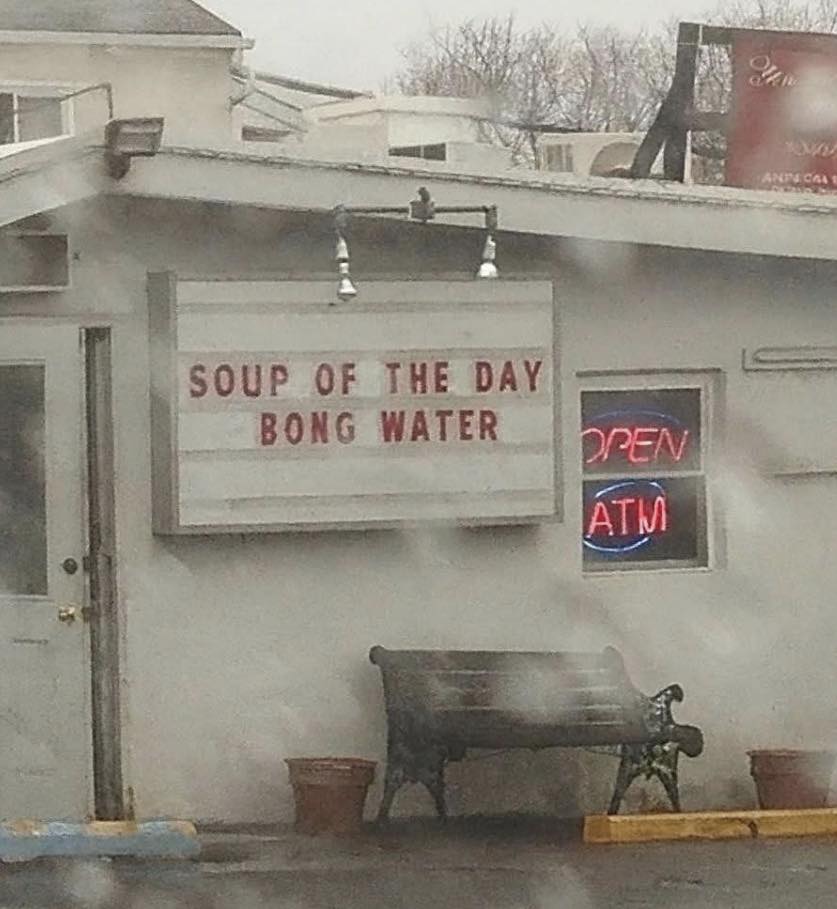 SOUP OF THE DAY
BONG WATER
OPEN
ATM